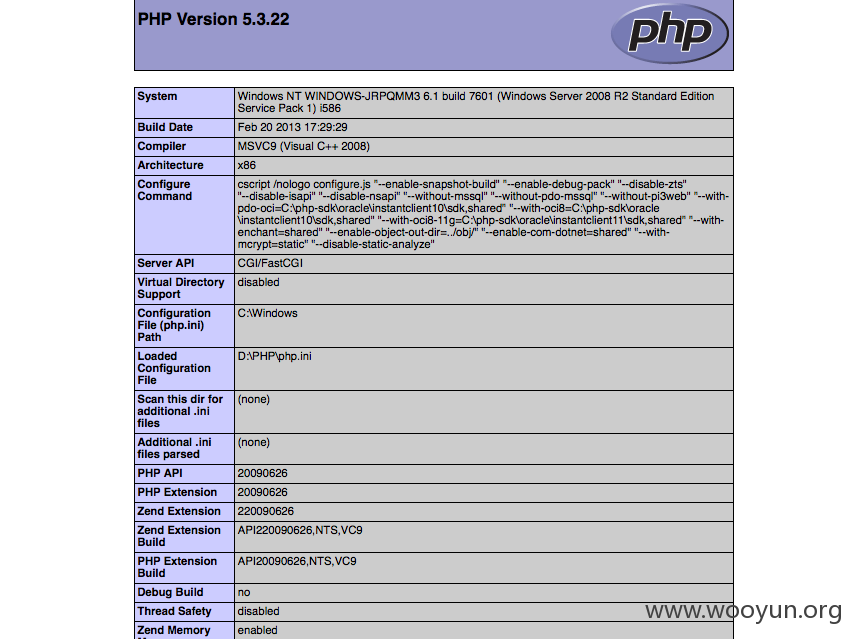 PHP Version 5.3.22
php
System
Windows NT WINDOWS-JRPQMM3 6.1 build 7601 (Windows Server 2008 R2 Standard Edition
Service Pack 1) i586
Build Date
Feb 20 2013 17:29:29
Compiler
MSVC9 (Visual C++ 2008)
Architecture
x86
Configure
Command
cscript /nologo configure.js "--enable-snapshot-build" "--enable-debug-pack" "--disable-zts"
"--disable-isapi" "--disable-nsapi" "--without-mssql" "--without-pdo-mssql" "--without-pi3web" "--with-
pdo-oci=C:\php-sdk\oracle\instantclient10\sdk,shared" "--with-oci8=C:\php-sdk\oracle
\instantclient10\sdk,shared" "--with-oci8-11g=C:\php-sdk\oracle\instantclient11\sdk,shared" "--with-
enchant=shared" "--enable-object-out-dir=../obj/" "--enable-com-dotnet=shared" "--with-
mcrypt=static" "--disable-static-analyze"
Server API
CGI/FastCGI
Virtual Directory
Support
disabled
Configuration
File (php.ini)
Path
C:\Windows
Loaded
Configuration
File
D:\PHP\php.ini
Scan this dir for
additional .ini
files
(none)
Additional .ini
files parsed
(none)
PHP API
20090626
PHP Extension
20090626
Zend Extension
220090626
Zend Extension
Build
API220090626,NTS,VC9
PHP Extension
Build
API20090626,NTS,VC9
Debug Build
no
Thread Safety
disabled
Zend Memory
enabled
www.wooyun.org